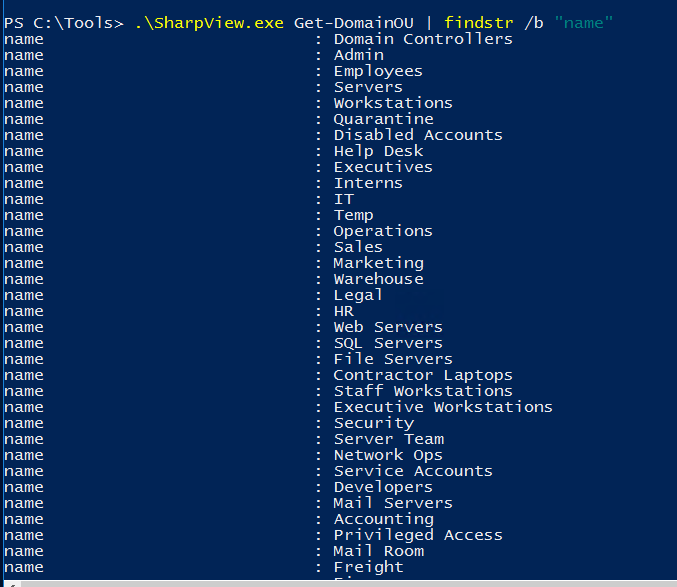 PS C:\Tools> .\SharpView.exe Get-DomainOU | findstr /b "name"
name : Domain Controllers
name : Admin
name : Employees
name : Servers
name : Workstations
name : Quarantine
name : Disabled Accounts
name : Help Desk
name : Executives
name : Interns
name : IT
name : Temp
name : Operations
name : Sales
name : Marketing
name : Warehouse
name : Legal
name : HR
name : Web Servers
name : SQL Servers
name : File Servers
name : Contractor Laptops
name : Staff Workstations
name : Executive Workstations
name : Security
name : Server Team
name : Network Ops
name : Service Accounts
name : Developers
name : Mail Servers
name : Accounting
name : Privileged Access
name : Mail Room
name : Freight